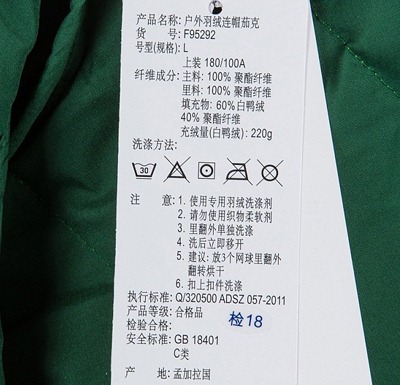 产品名称: 户外羽绒连帽茄克
货 号: F95292
号型(规格): L
上装 180/100A
纤维成分: 主料: 100% 聚酯纤维
里料: 100% 聚酯纤维
填充物: 60%白鸭绒
40% 聚酯纤维
充绒量(白鸭绒): 220g
洗涤方法:
30
注 意: 1. 使用专用羽绒洗涤剂
2. 请勿使用织物柔软剂
3. 里翻外单独洗涤
4. 洗后立即移开
5. 建议: 放3个网球里翻外
翻转烘干
6. 扣上扣件洗涤
执行标准: Q/320500 ADSZ 057-2011
产品等级: 合格品
检验合格: 检18
安全标准: GB 18401
C类
产 地: 孟加拉国